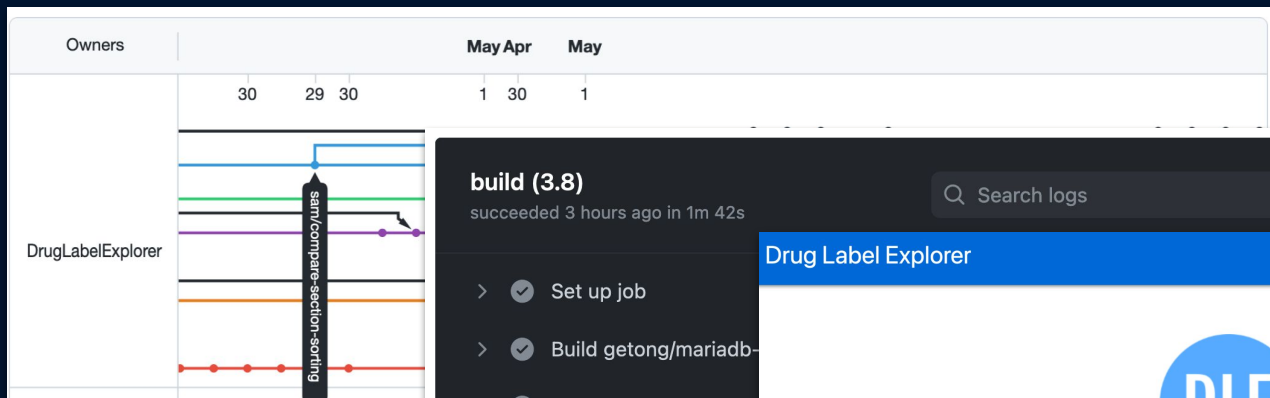 Owners
May Apr May
30 29 30 1 30 1
DrugLabelExplorer
sam/compare-section-sorting
build (3.8)
succeeded 3 hours ago in 1m 42s
Search logs
Set up job
Build getong/mariadb-
Drug Label Explorer